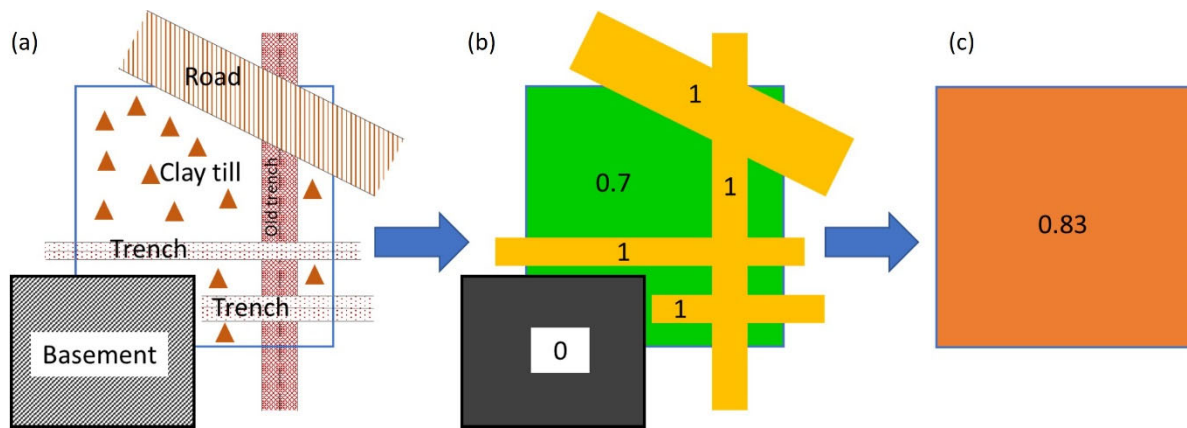 (a)
Road
Clay till
Old trench
Trench
Trench
Basement
(b)
1
0.7
1
1
1
0
(c)
0.83